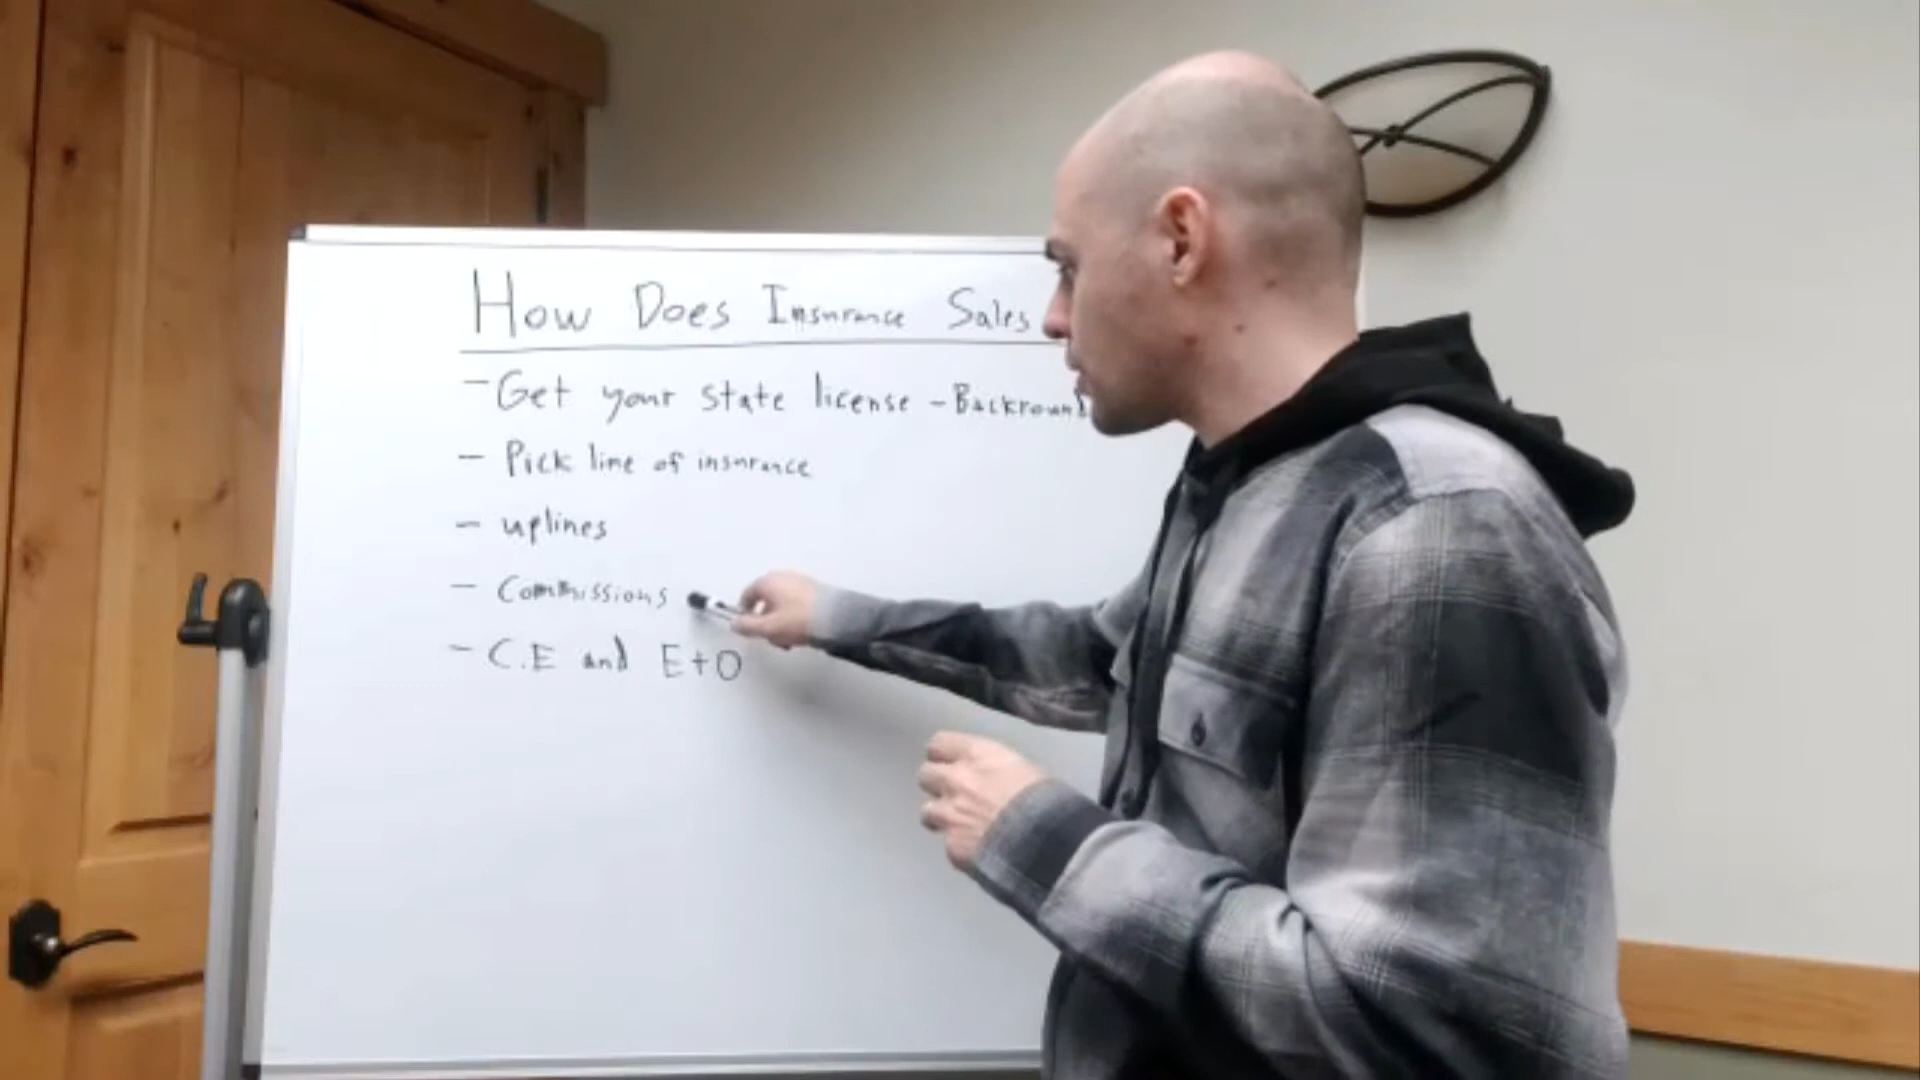 How Does Insurance Sales
- Get your state license - Backround
- Pick line of insurance
- uplines
- Commissions
- C.E and E+O